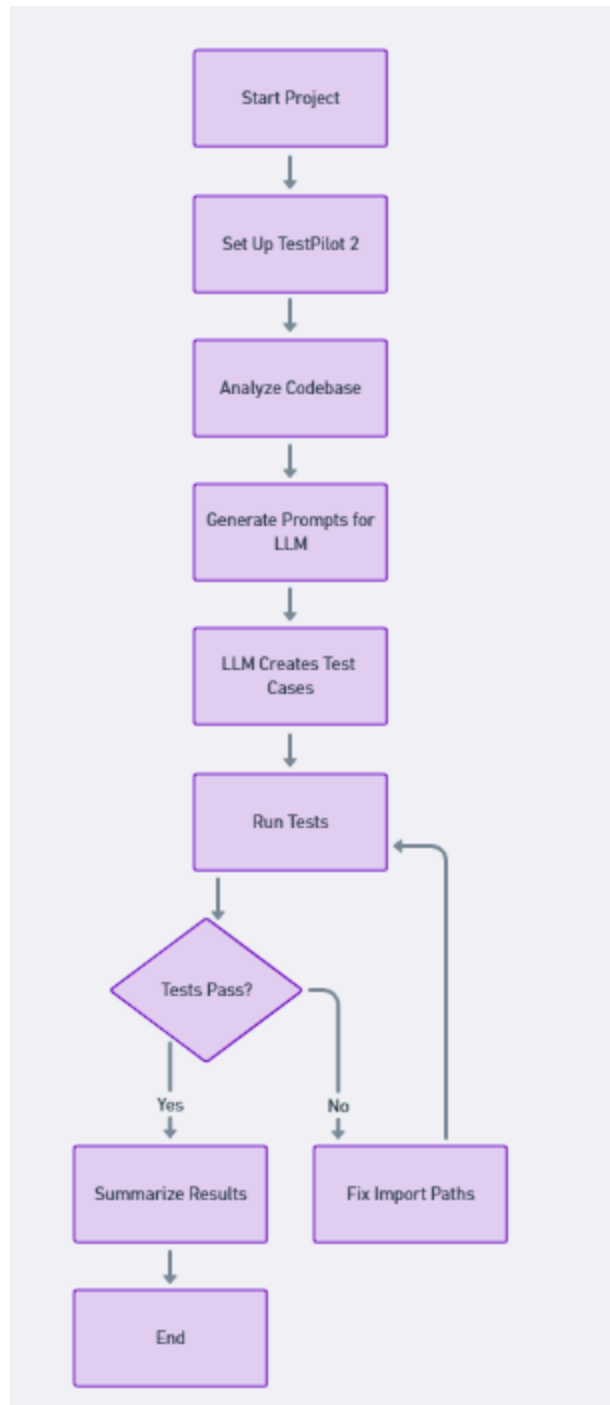 Start Project
Set Up TestPilot 2
Analyze Codebase
Generate Prompts for
LLM
LLM Creates Test
Cases
Run Tests
Tests Pass?
Yes
No
Summarize Results
Fix Import Paths
End